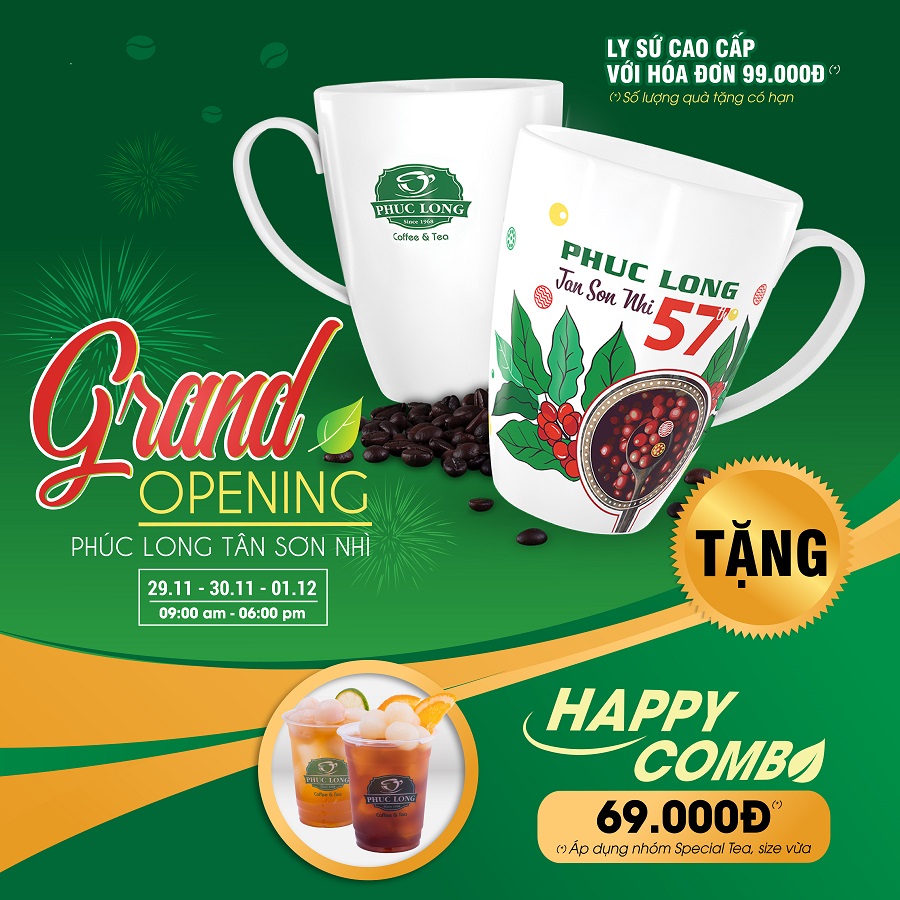 LY SỨ CAO CẤP
VỚI HÓA ĐƠN 99.000Đ (*)
(*) Số lượng quà tặng có hạn
PHUC LONG
Since 1968
Coffee & Tea
PHUC LONG
Tan Son Nhi
57th
Grand
OPENING
PHÚC LONG TÂN SƠN NHÌ
29.11 - 30.11 - 01.12
09:00 am - 06:00 pm
TẶNG
HAPPY
COMBO
69.000Đ (*)
(*) Áp dụng nhóm Special Tea, size vừa
PHUC LONG
Coffee & Tea
PHUC LONG
Coffee & Tea